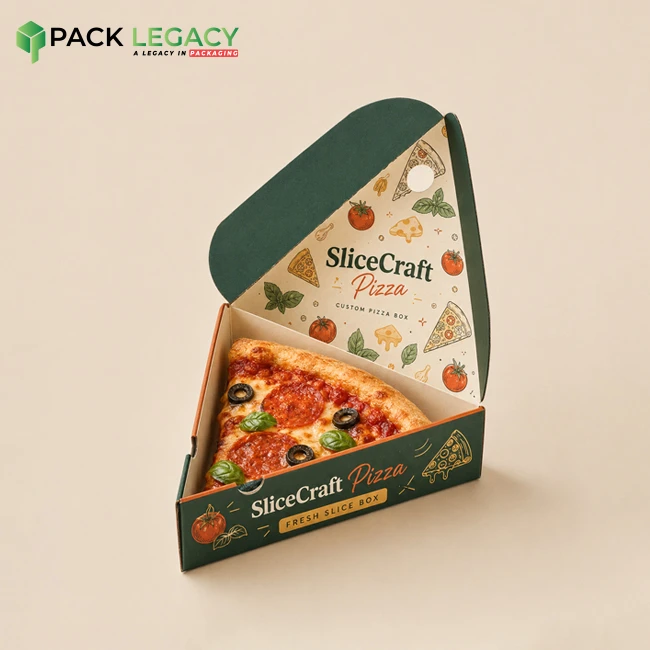 PACK LEGACY
A LEGACY IN PACKAGING
SliceCraft
Pizza
CUSTOM PIZZA BOX
SliceCraft Pizza
FRESH SLICE BOX